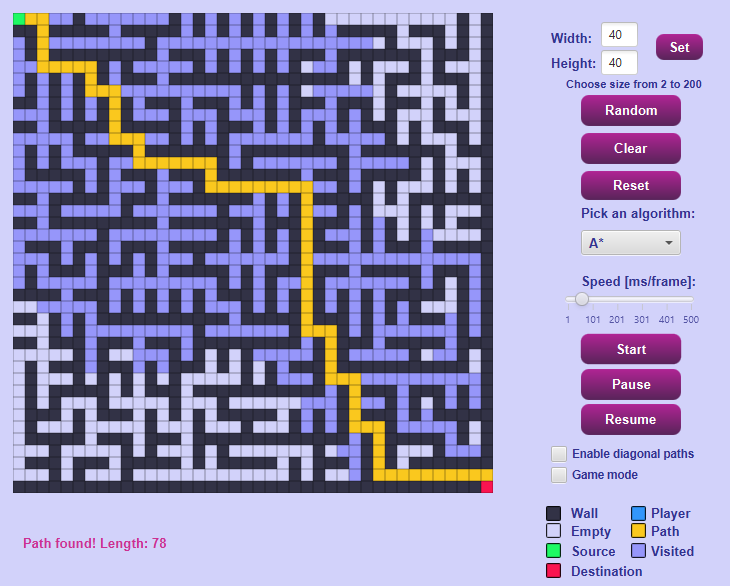 Width: 40
Set
Height: 40
Choose size from 2 to 200
Random
Clear
Reset
Pick an algorithm:
A*
Speed [ms/frame]:
1 101 201 301 401 500
Start
Pause
Resume
Enable diagonal paths
Game mode
Wall Player
Empty Path
Source Visited
Destination
Path found! Length: 78